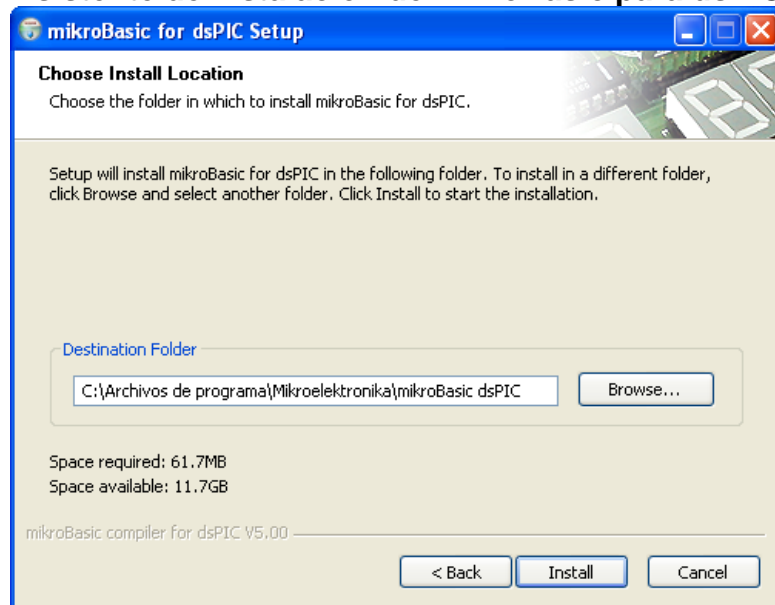 mikroBasic for dsPIC Setup
Choose Install Location
Choose the folder in which to install mikroBasic for dsPIC.
Setup will install mikroBasic for dsPIC in the following folder. To install in a different folder,
click Browse and select another folder. Click Install to start the installation.
Destination Folder
C:\Archivos de programa\Mikroelektronika\mikroBasic dsPIC
Browse...
Space required: 61.7MB
Space available: 11.7GB
mikroBasic compiler for dsPIC V5.00
< Back Install Cancel